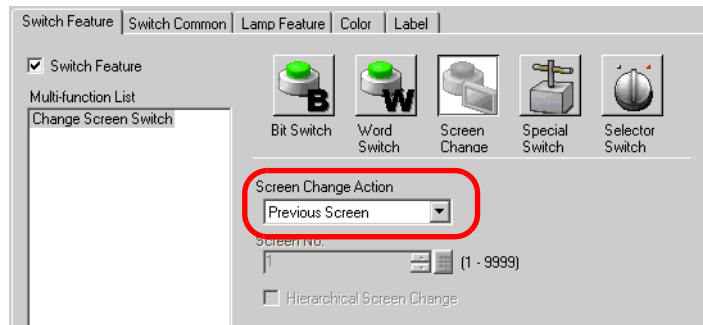 Switch Feature Switch Common Lamp Feature Color Label
Switch Feature
Multi-function List
Change Screen Switch
B
W
Bit Switch
Word Switch
Screen Change
Special Switch
Selector Switch
Screen Change Action
Previous Screen
Screen No.
1
(1 - 9999)
Hierarchical Screen Change